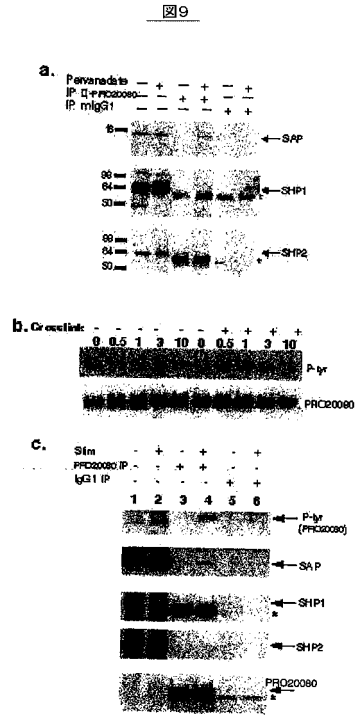 図9
a.
Pervanadate - + - + - +
IP α-PRO20080 - - + + - -
IP mIgG1 - - - - + +
16
SAP
98
64
50
SHP1
*
98
64
50
SHP2
*
b. Crosslink - - - - - + + + + +
0 0.5 1 3 10 0 0.5 1 3 10
P-tyr
PRO20080
c.
Stim - + - + - +
PRO20080 IP - - + + - -
IgG1 IP - - - - + +
1 2 3 4 5 6
P-tyr
(PRO20080)
SAP
SHP1
*
SHP2
PRO20080
*